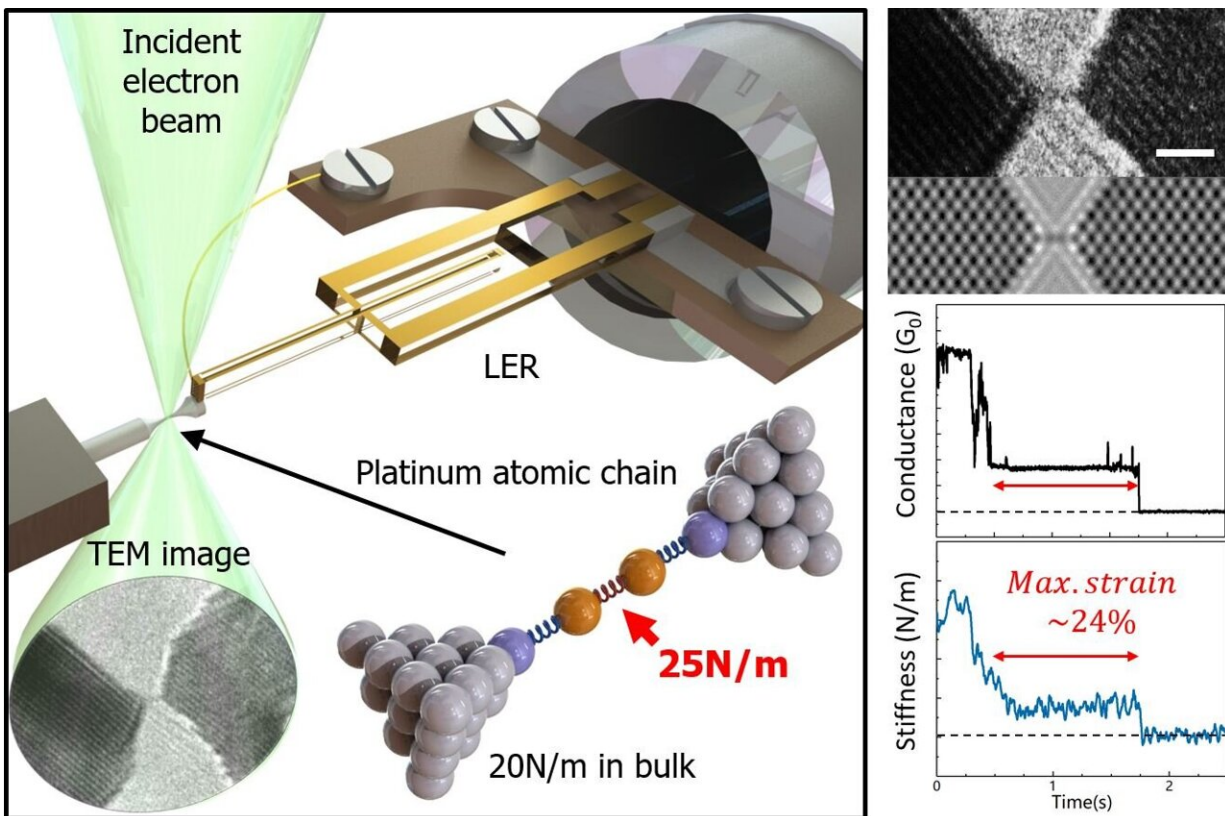 Incident
electron
beam
LER
Platinum atomic chain
TEM image
25N/m
20N/m in bulk
Conductance (G₀)
Stiffness (N/m)
Max. strain
~24%
0
1
2
Time(s)